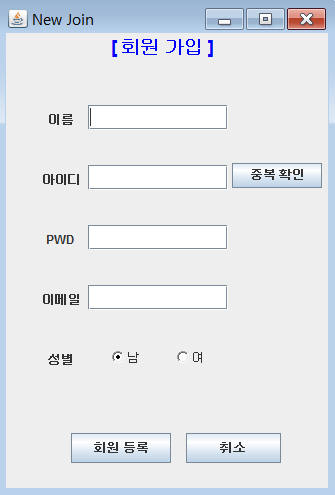 New Join
[ 회원 가입 ]
이름
아이디 중복 확인
PWD
이메일
성별 남 여
회원 등록 취소